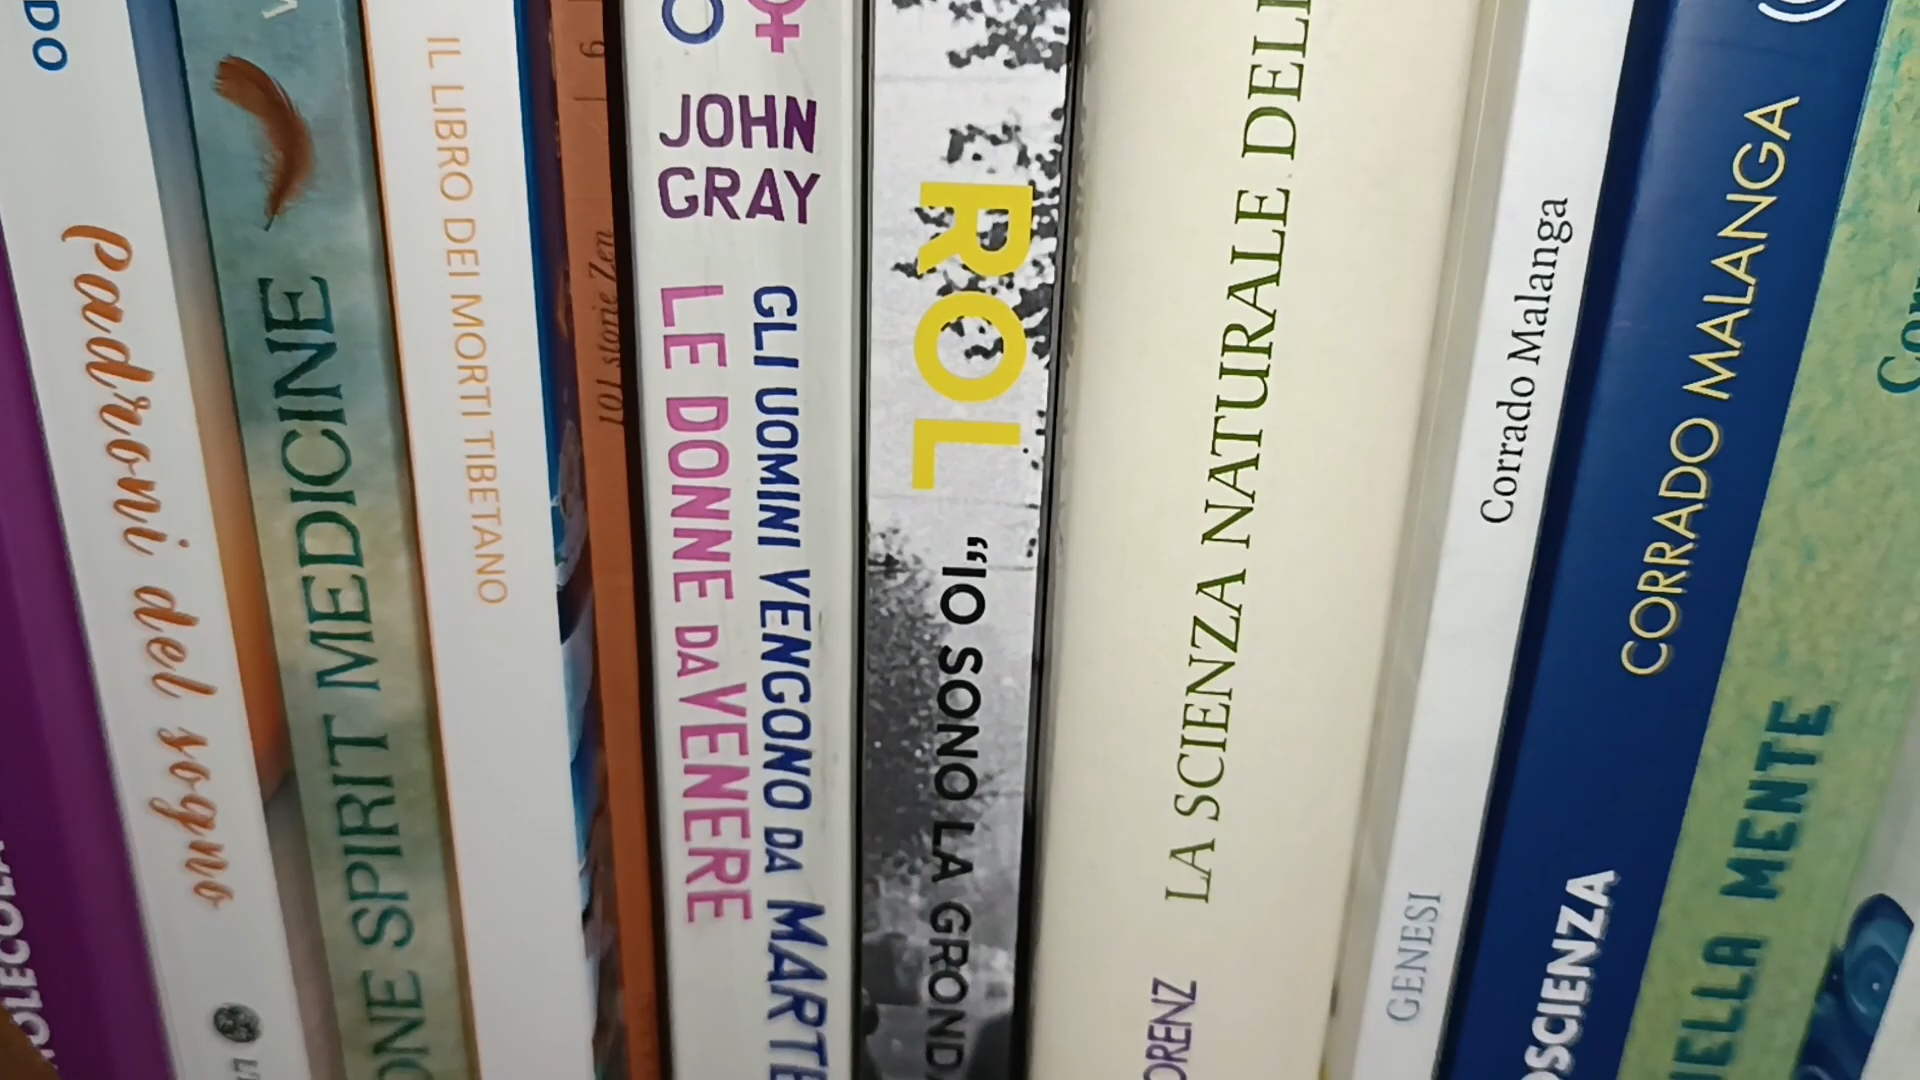 DO
Padroni del sogno
MEDICINE
ONE SPIRIT
IL LIBRO DEI MORTI TIBETANO
101 storie Zen
6
JOHN
GRAY
GLI UOMINI VENGONO DA MARTE
LE DONNE DA VENERE
ROL
"IO SONO LA GROND
LA SCIENZA NATURALE DEL
ORENZ
Corrado Malanga
GENESI
CORRADO MALANGA
OSCIENZA
MENTE